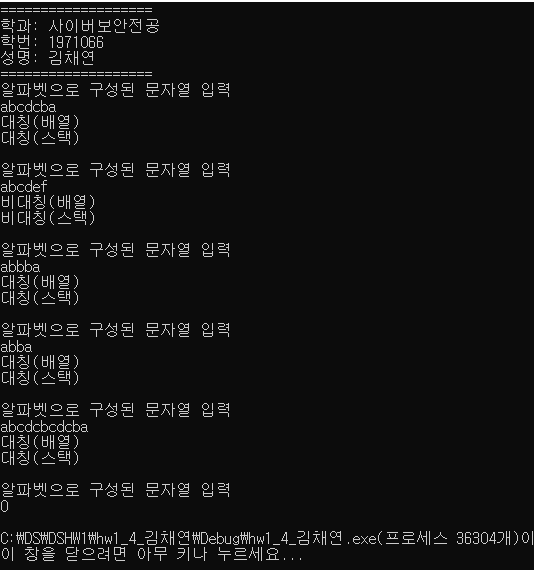 ===================
학과: 사이버보안전공
학번: 1971066
성명: 김채연
===================
알파벳으로 구성된 문자열 입력
abcdcba
대칭(배열)
대칭(스택)
알파벳으로 구성된 문자열 입력
abcdef
비대칭(배열)
비대칭(스택)
알파벳으로 구성된 문자열 입력
abbba
대칭(배열)
대칭(스택)
알파벳으로 구성된 문자열 입력
abba
대칭(배열)
대칭(스택)
알파벳으로 구성된 문자열 입력
abcdcbcdcba
대칭(배열)
대칭(스택)
알파벳으로 구성된 문자열 입력
0
C:\DS\DSHW1\hw1_4_김채연\Debug\hw1_4_김채연.exe(프로세스 36304개)이
이 창을 닫으려면 아무 키나 누르세요...